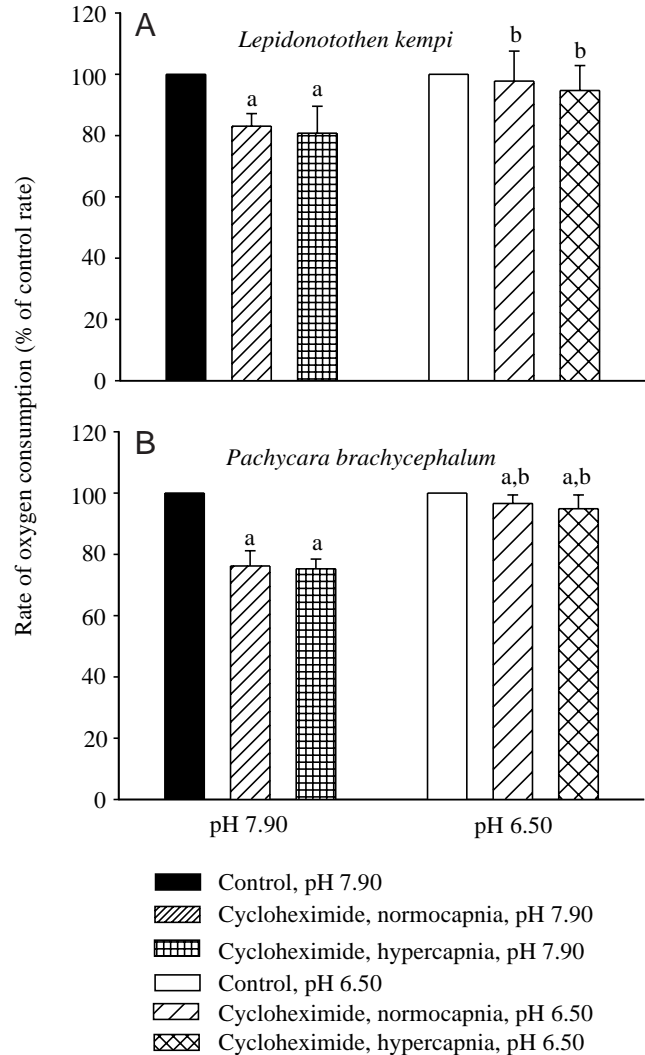 Rate of oxygen consumption (% of control rate)
A
Lepidonotothen kempi
120
100
80
60
40
20
0
a
a
b
b
B
Pachycara brachycephalum
120
100
80
60
40
20
0
a
a
a,b
a,b
pH 7.90
pH 6.50
Control, pH 7.90
Cycloheximide, normocapnia, pH 7.90
Cycloheximide, hypercapnia, pH 7.90
Control, pH 6.50
Cycloheximide, normocapnia, pH 6.50
Cycloheximide, hypercapnia, pH 6.50